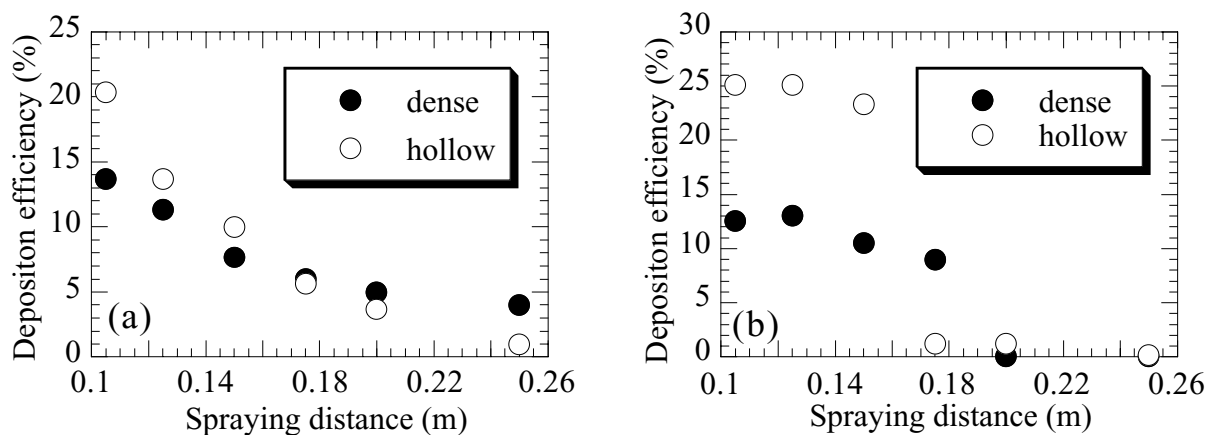 25
20
15
10
5
0
Depositon efficiency (%)
dense
hollow
(a)
0.1 0.14 0.18 0.22 0.26
Spraying distance (m)
30
25
20
15
10
5
0
Depositon efficiency (%)
dense
hollow
(b)
0.1 0.14 0.18 0.22 0.26
Spraying distance (m)